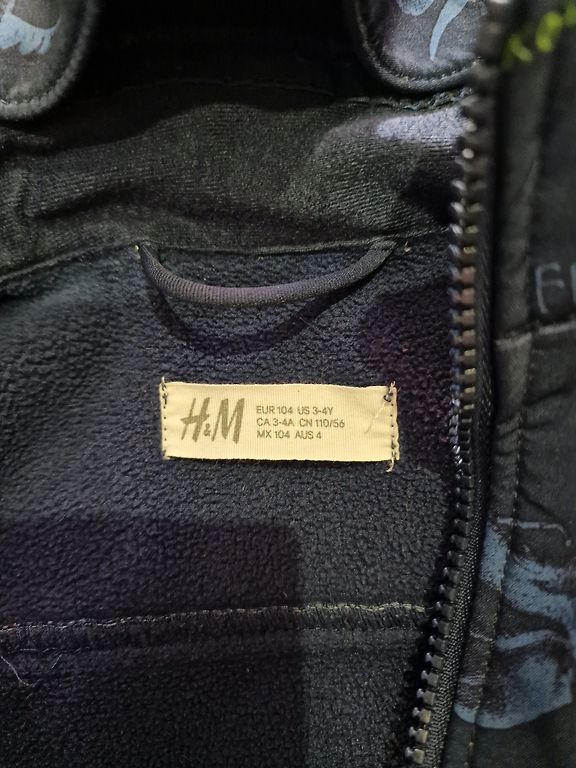 H&M
EUR 104 US 3-4Y
CA 3-4A CN 110/56
MX 104 AUS 4